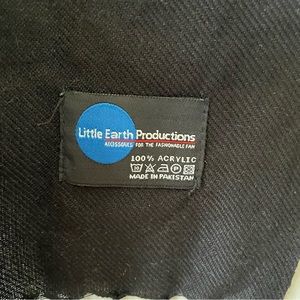 Little Earth Productions
ACCESSORIES FOR THE FASHIONABLE FAN
100% ACRYLIC
MADE IN PAKISTAN